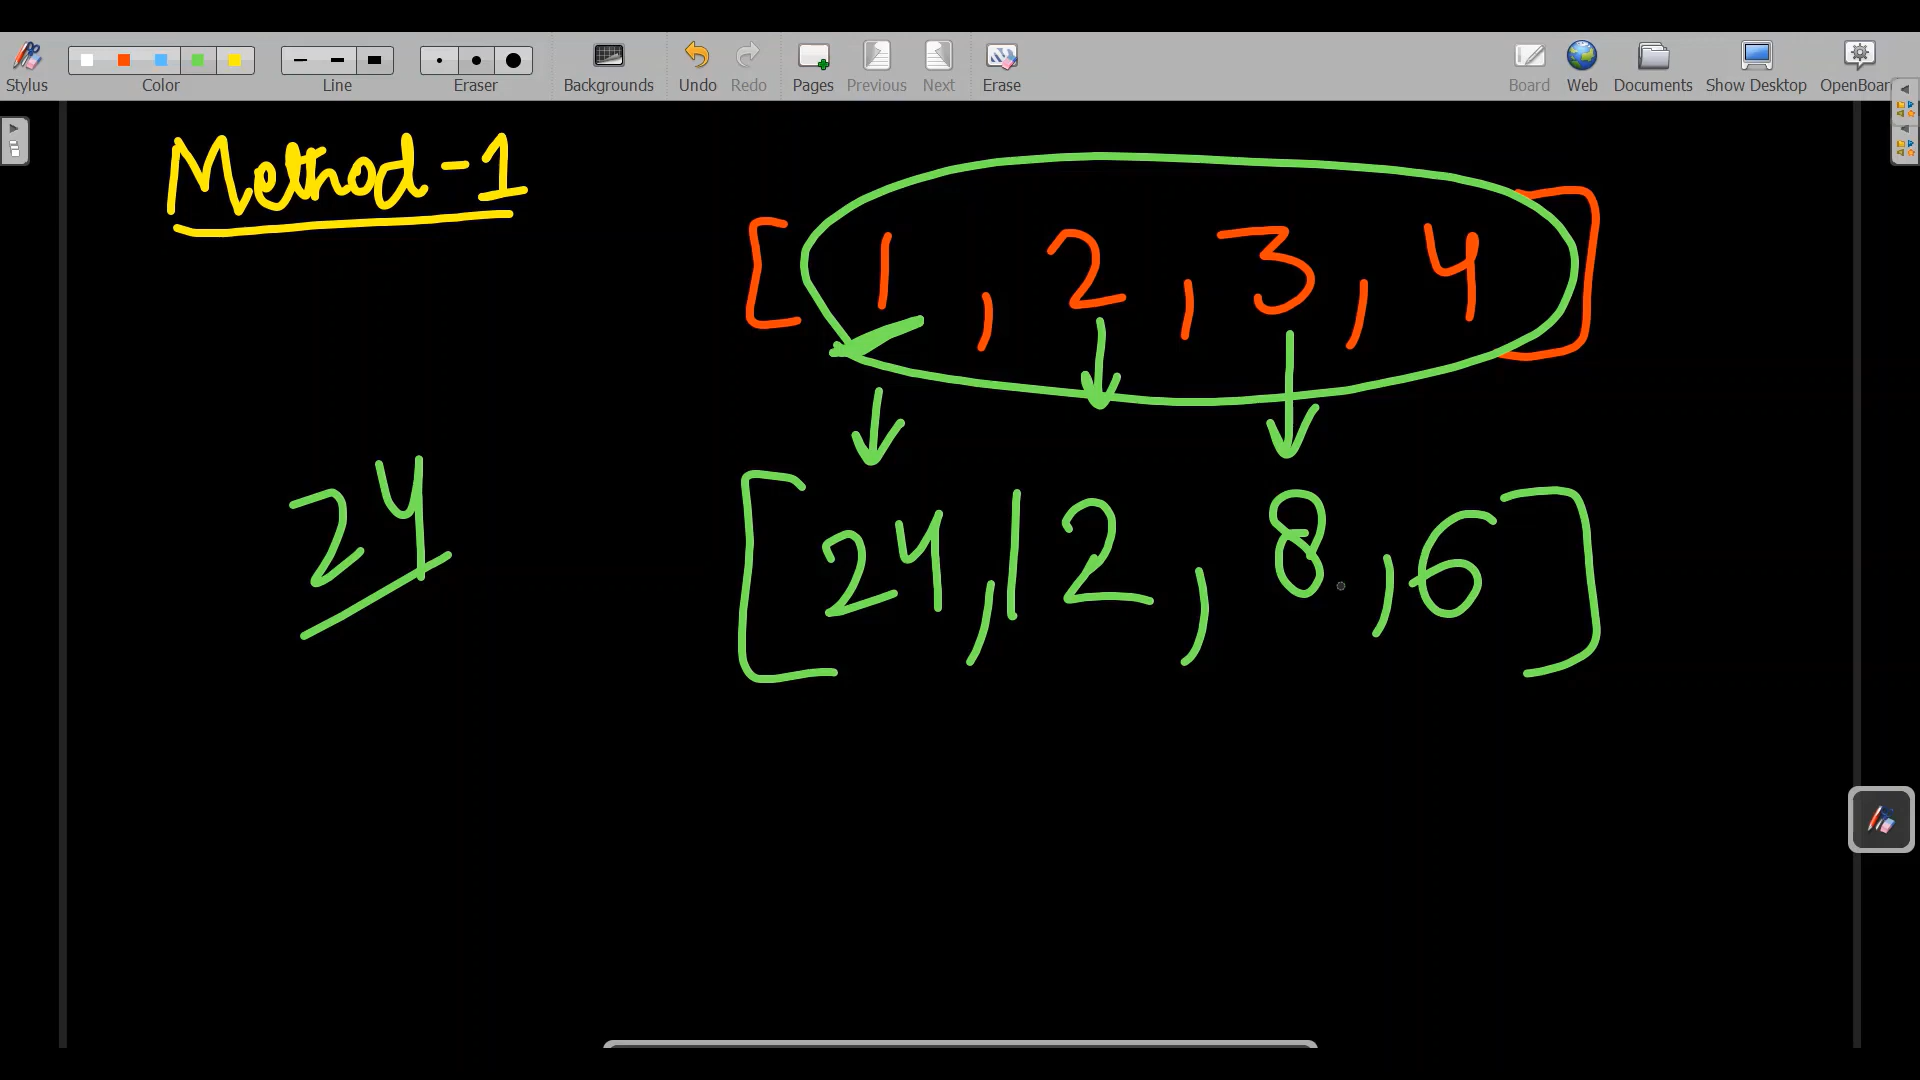 Stylus Color Line Eraser Backgrounds Undo Redo Pages Previous Next Erase Board Web Documents Show Desktop OpenBoar
Method-1
[ 1 , 2 , 3 , 4 ]
24
[ 24 , 12 , 8 , 6 ]